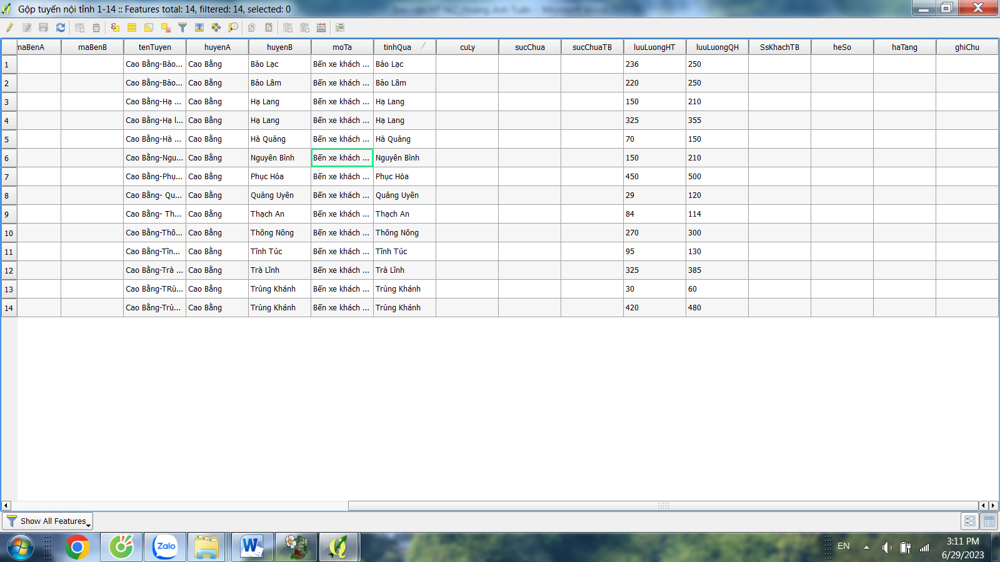 Gộp tuyến nội tỉnh 1-14 :: Features total: 14, filtered: 14, selected: 0
maBenA maBenB tenTuyen huyenA huyenB moTa tinhQua cuLy sucChua sucChuaTB luuLuongHT luuLuongQH SsKhachTB heSo haTang ghiChu
1 Cao Bằng-Bảo... Cao Bằng Bảo Lạc Bến xe khách ... Bảo Lạc 236 250
2 Cao Bằng-Bảo... Cao Bằng Bảo Lâm Bến xe khách ... Bảo Lâm 220 250
3 Cao Bằng-Hạ ... Cao Bằng Hạ Lang Bến xe khách ... Hạ Lang 150 210
4 Cao Bằng-Hạ l... Cao Bằng Hạ Lang Bến xe khách ... Hạ Lang 325 355
5 Cao Bằng-Hà ... Cao Bằng Hà Quảng Bến xe khách ... Hà Quảng 70 150
6 Cao Bằng-Ngu... Cao Bằng Nguyên Bình Bến xe khách ... Nguyên Bình 150 210
7 Cao Bằng-Phụ... Cao Bằng Phục Hòa Bến xe khách ... Phục Hòa 450 500
8 Cao Bằng- Qu... Cao Bằng Quảng Uyên Bến xe khách ... Quảng Uyên 29 120
9 Cao Bằng- Th... Cao Bằng Thạch An Bến xe khách ... Thạch An 84 114
10 Cao Bằng-Thô... Cao Bằng Thông Nông Bến xe khách ... Thông Nông 270 300
11 Cao Bằng-Tĩn... Cao Bằng Tĩnh Túc Bến xe khách ... Tĩnh Túc 95 130
12 Cao Bằng-Trà ... Cao Bằng Trà Lĩnh Bến xe khách ... Trà Lĩnh 325 385
13 Cao Bằng-TRù... Cao Bằng Trùng Khánh Bến xe khách ... Trùng Khánh 30 60
14 Cao Bằng-Trù... Cao Bằng Trùng Khánh Bến xe khách ... Trùng Khánh 420 480
Show All Features
Zalo
EN
3:11 PM
6/29/2023